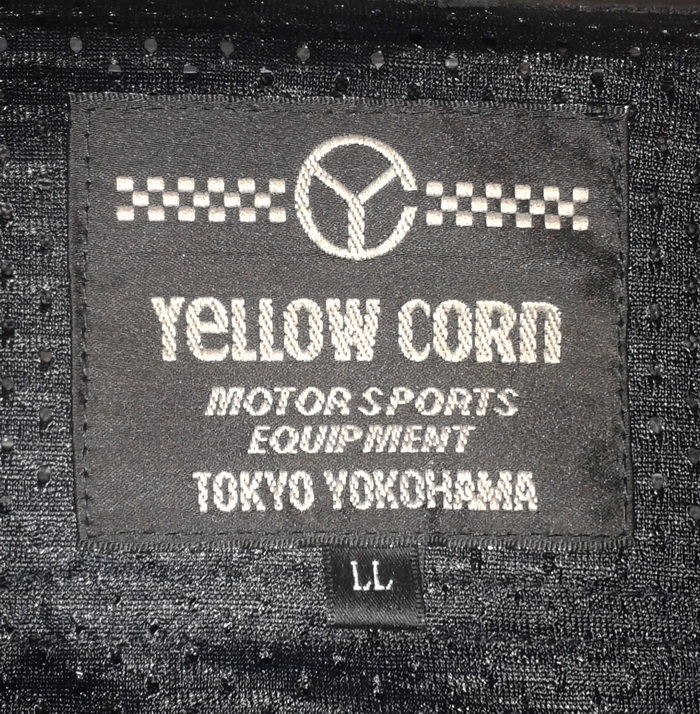 YeLLOW CORn
MOTOR SPORTS
EQUIPMENT
TOKYO YOKOHAMA
LL